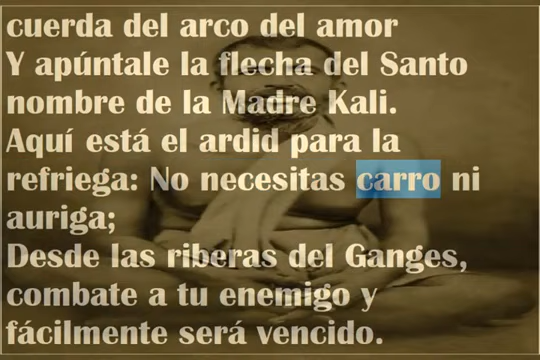 cuerda del arco del amor
Y apúntale la flecha del Santo
nombre de la Madre Kali.
Aquí está el ardid para la
refriega: No necesitas carro ni
auriga;
Desde las riberas del Ganges,
combate a tu enemigo y
fácilmente será vencido.